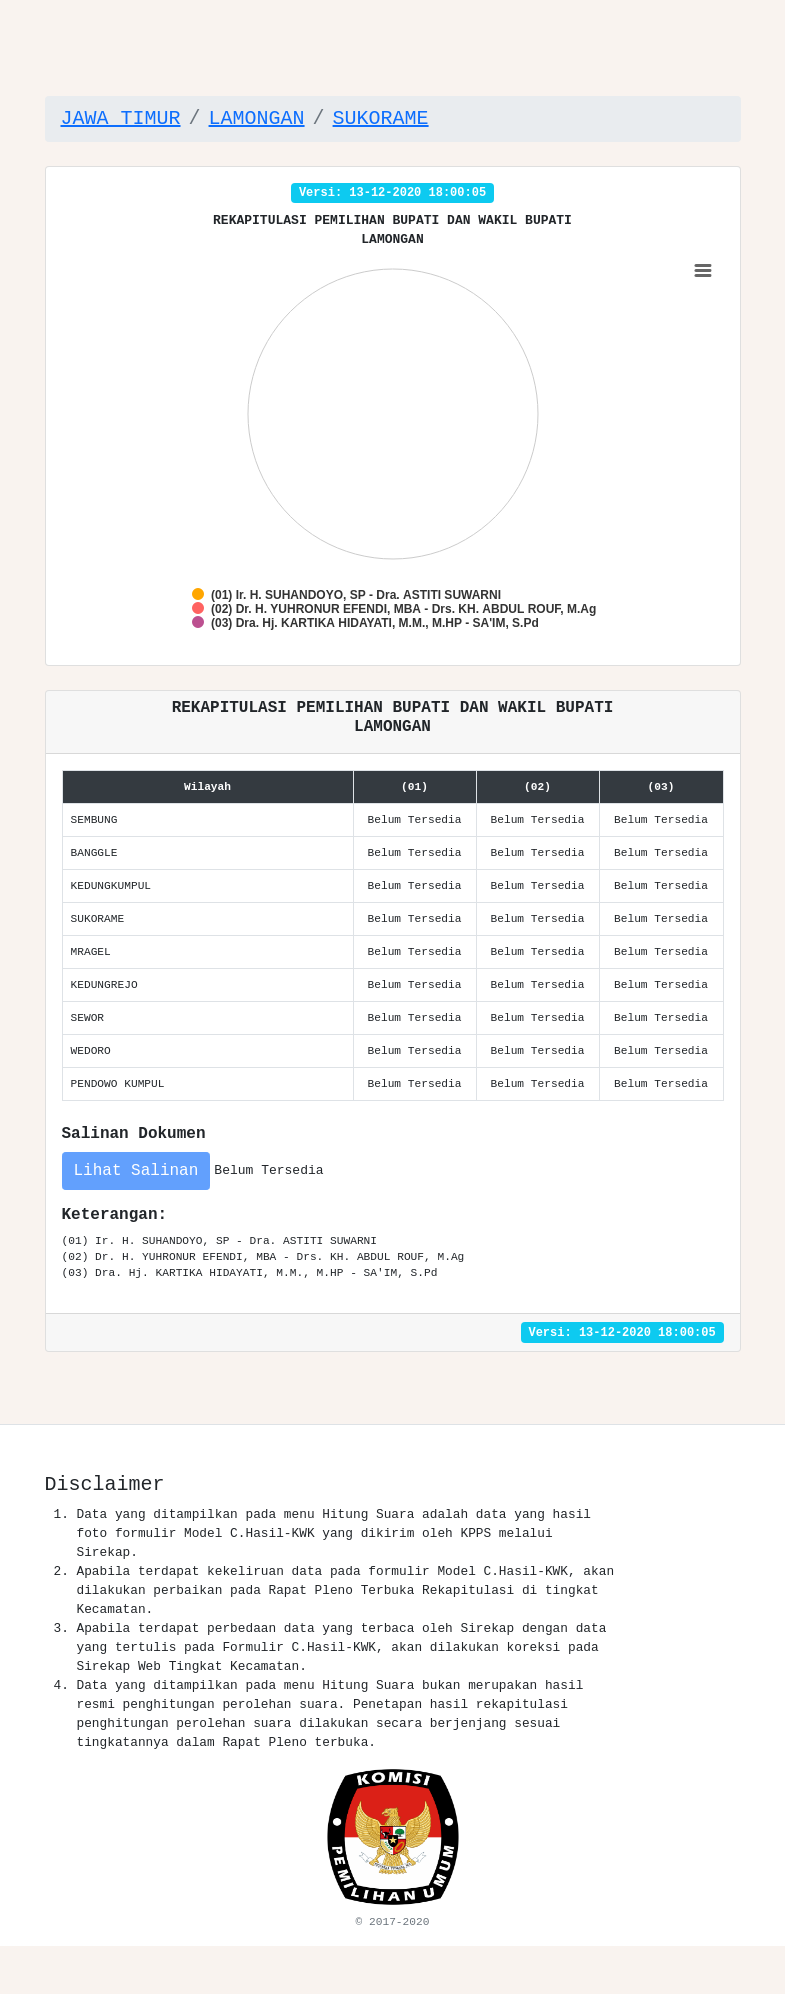 JAWA TIMUR / LAMONGAN / SUKORAME
Versi: 13-12-2020 18:00:05
REKAPITULASI PEMILIHAN BUPATI DAN WAKIL BUPATI
LAMONGAN
(01) Ir. H. SUHANDOYO, SP - Dra. ASTITI SUWARNI
(02) Dr. H. YUHRONUR EFENDI, MBA - Drs. KH. ABDUL ROUF, M.Ag
(03) Dra. Hj. KARTIKA HIDAYATI, M.M., M.HP - SA'IM, S.Pd
REKAPITULASI PEMILIHAN BUPATI DAN WAKIL BUPATI
LAMONGAN
Wilayah (01) (02) (03)
SEMBUNG Belum Tersedia Belum Tersedia Belum Tersedia
BANGGLE Belum Tersedia Belum Tersedia Belum Tersedia
KEDUNGKUMPUL Belum Tersedia Belum Tersedia Belum Tersedia
SUKORAME Belum Tersedia Belum Tersedia Belum Tersedia
MRAGEL Belum Tersedia Belum Tersedia Belum Tersedia
KEDUNGREJO Belum Tersedia Belum Tersedia Belum Tersedia
SEWOR Belum Tersedia Belum Tersedia Belum Tersedia
WEDORO Belum Tersedia Belum Tersedia Belum Tersedia
PENDOWO KUMPUL Belum Tersedia Belum Tersedia Belum Tersedia
Salinan Dokumen
Lihat Salinan Belum Tersedia
Keterangan:
(01) Ir. H. SUHANDOYO, SP - Dra. ASTITI SUWARNI
(02) Dr. H. YUHRONUR EFENDI, MBA - Drs. KH. ABDUL ROUF, M.Ag
(03) Dra. Hj. KARTIKA HIDAYATI, M.M., M.HP - SA'IM, S.Pd
Versi: 13-12-2020 18:00:05
Disclaimer
1. Data yang ditampilkan pada menu Hitung Suara adalah data yang hasil
foto formulir Model C.Hasil-KWK yang dikirim oleh KPPS melalui
Sirekap.
2. Apabila terdapat kekeliruan data pada formulir Model C.Hasil-KWK, akan
dilakukan perbaikan pada Rapat Pleno Terbuka Rekapitulasi di tingkat
Kecamatan.
3. Apabila terdapat perbedaan data yang terbaca oleh Sirekap dengan data
yang tertulis pada Formulir C.Hasil-KWK, akan dilakukan koreksi pada
Sirekap Web Tingkat Kecamatan.
4. Data yang ditampilkan pada menu Hitung Suara bukan merupakan hasil
resmi penghitungan perolehan suara. Penetapan hasil rekapitulasi
penghitungan perolehan suara dilakukan secara berjenjang sesuai
tingkatannya dalam Rapat Pleno terbuka.
KOMISI
PEMILIHAN UMUM
© 2017-2020